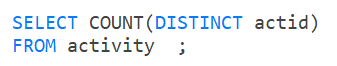 SELECT COUNT(DISTINCT actid)
FROM activity  ;